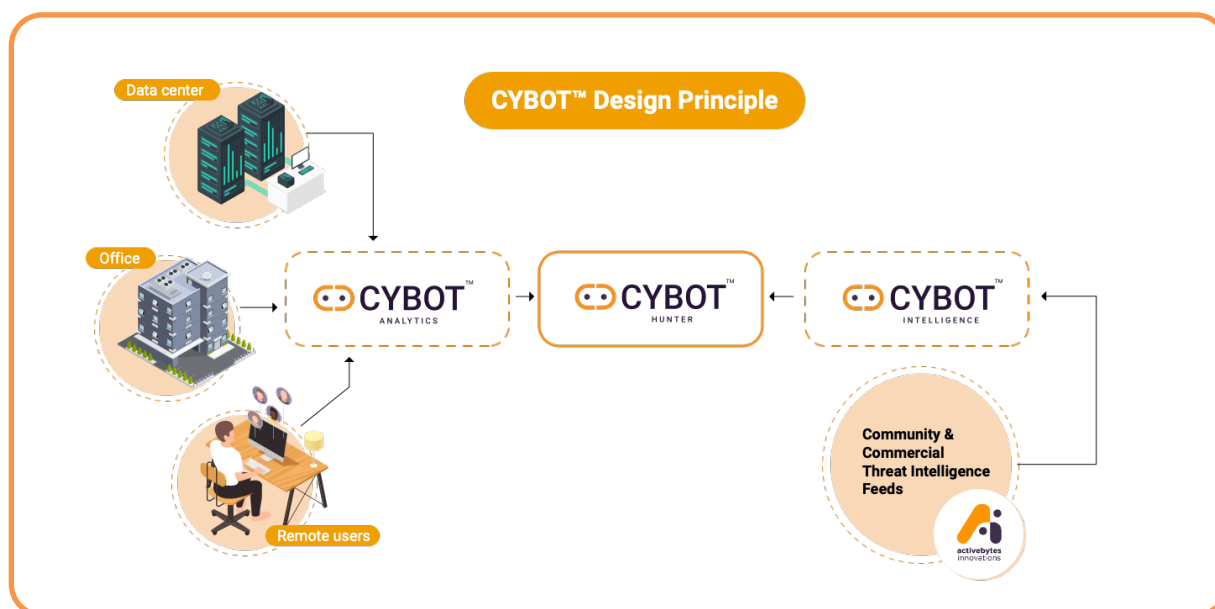 CYBOT™ Design Principle
Data center
Office
Remote users
CYBOT™
ANALYTICS
CYBOT™
HUNTER
CYBOT™
INTELLIGENCE
Community &
Commercial
Threat Intelligence
Feeds
activebytes
innovations